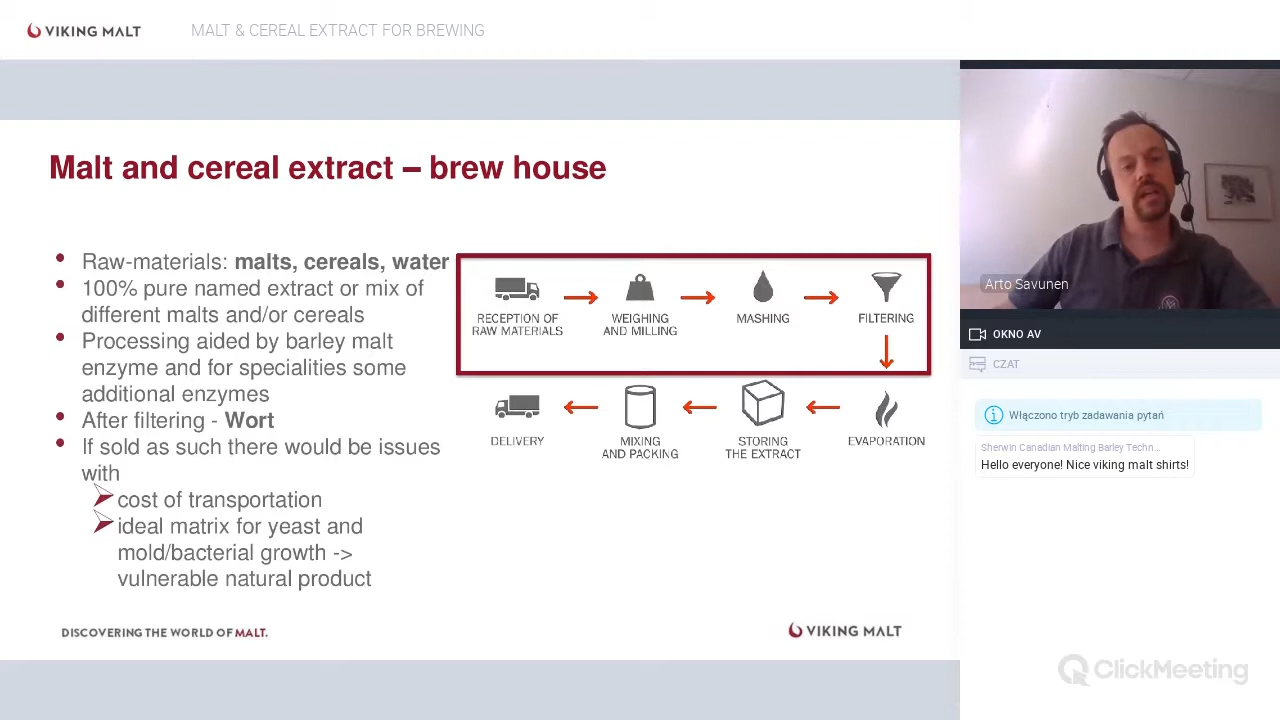 VIKING MALT
MALT & CEREAL EXTRACT FOR BREWING
Malt and cereal extract – brew house
• Raw-materials: malts, cereals, water
• 100% pure named extract or mix of
different malts and/or cereals
• Processing aided by barley malt
enzyme and for specialities some
additional enzymes
• After filtering - Wort
• If sold as such there would be issues
with
cost of transportation
ideal matrix for yeast and
mold/bacterial growth ->
vulnerable natural product
RECEPTION OF
RAW MATERIALS
WEIGHING
AND MILLING
MASHING
FILTERING
DELIVERY
MIXING
AND PACKING
STORING
THE EXTRACT
EVAPORATION
DISCOVERING THE WORLD OF MALT.
VIKING MALT
Arto Savunen
OKNO AV
CZAT
Włączono tryb zadawania pytań
Sherwin Canadian Malting Barley Techn...
Hello everyone! Nice viking malt shirts!
ClickMeeting